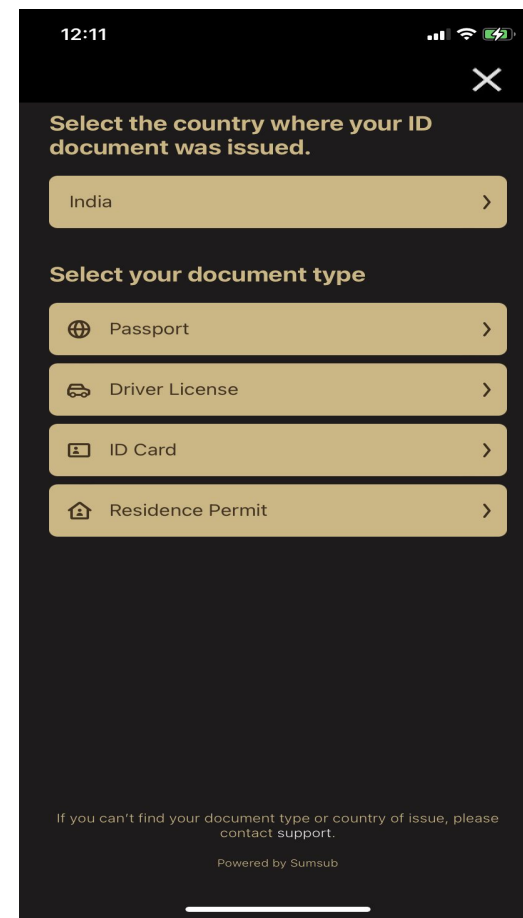 12:11
Select the country where your ID
document was issued.
India
Select your document type
Passport
Driver License
ID Card
Residence Permit
If you can't find your document type or country of issue, please
contact support.
Powered by Sumsub